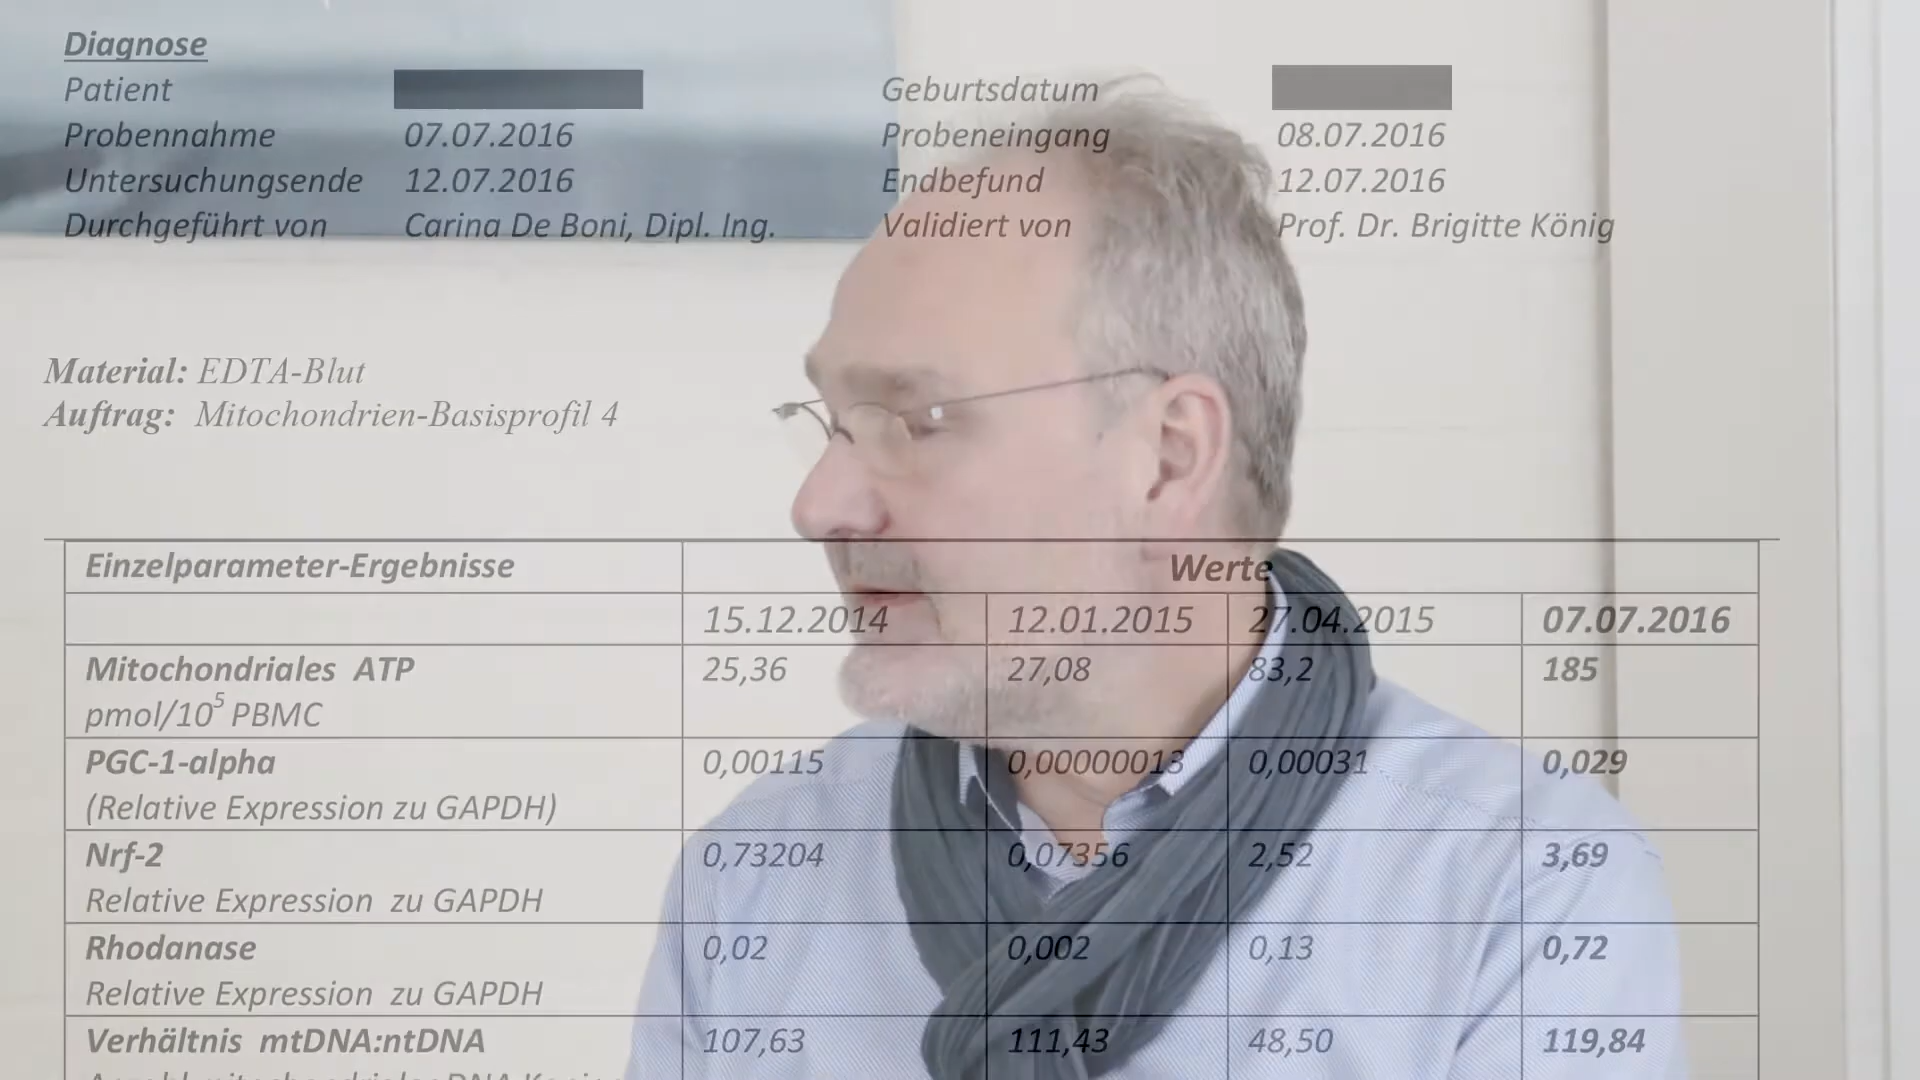 Diagnose
Patient Geburtsdatum
Probennahme 07.07.2016 Probeneingang 08.07.2016
Untersuchungsende 12.07.2016 Endbefund 12.07.2016
Durchgeführt von Carina De Boni, Dipl. Ing. Validiert von Prof. Dr. Brigitte König
Material: EDTA-Blut
Auftrag: Mitochondrien-Basisprofil 4
Einzelparameter-Ergebnisse Werte
15.12.2014 12.01.2015 27.04.2015 07.07.2016
Mitochondriales ATP 25,36 27,08 83,2 185
pmol/10⁵ PBMC
PGC-1-alpha 0,00115 0,00000013 0,00031 0,029
(Relative Expression zu GAPDH)
Nrf-2 0,73204 0,07356 2,52 3,69
Relative Expression zu GAPDH
Rhodanase 0,02 0,002 0,13 0,72
Relative Expression zu GAPDH
Verhältnis mtDNA:ntDNA 107,63 111,43 48,50 119,84